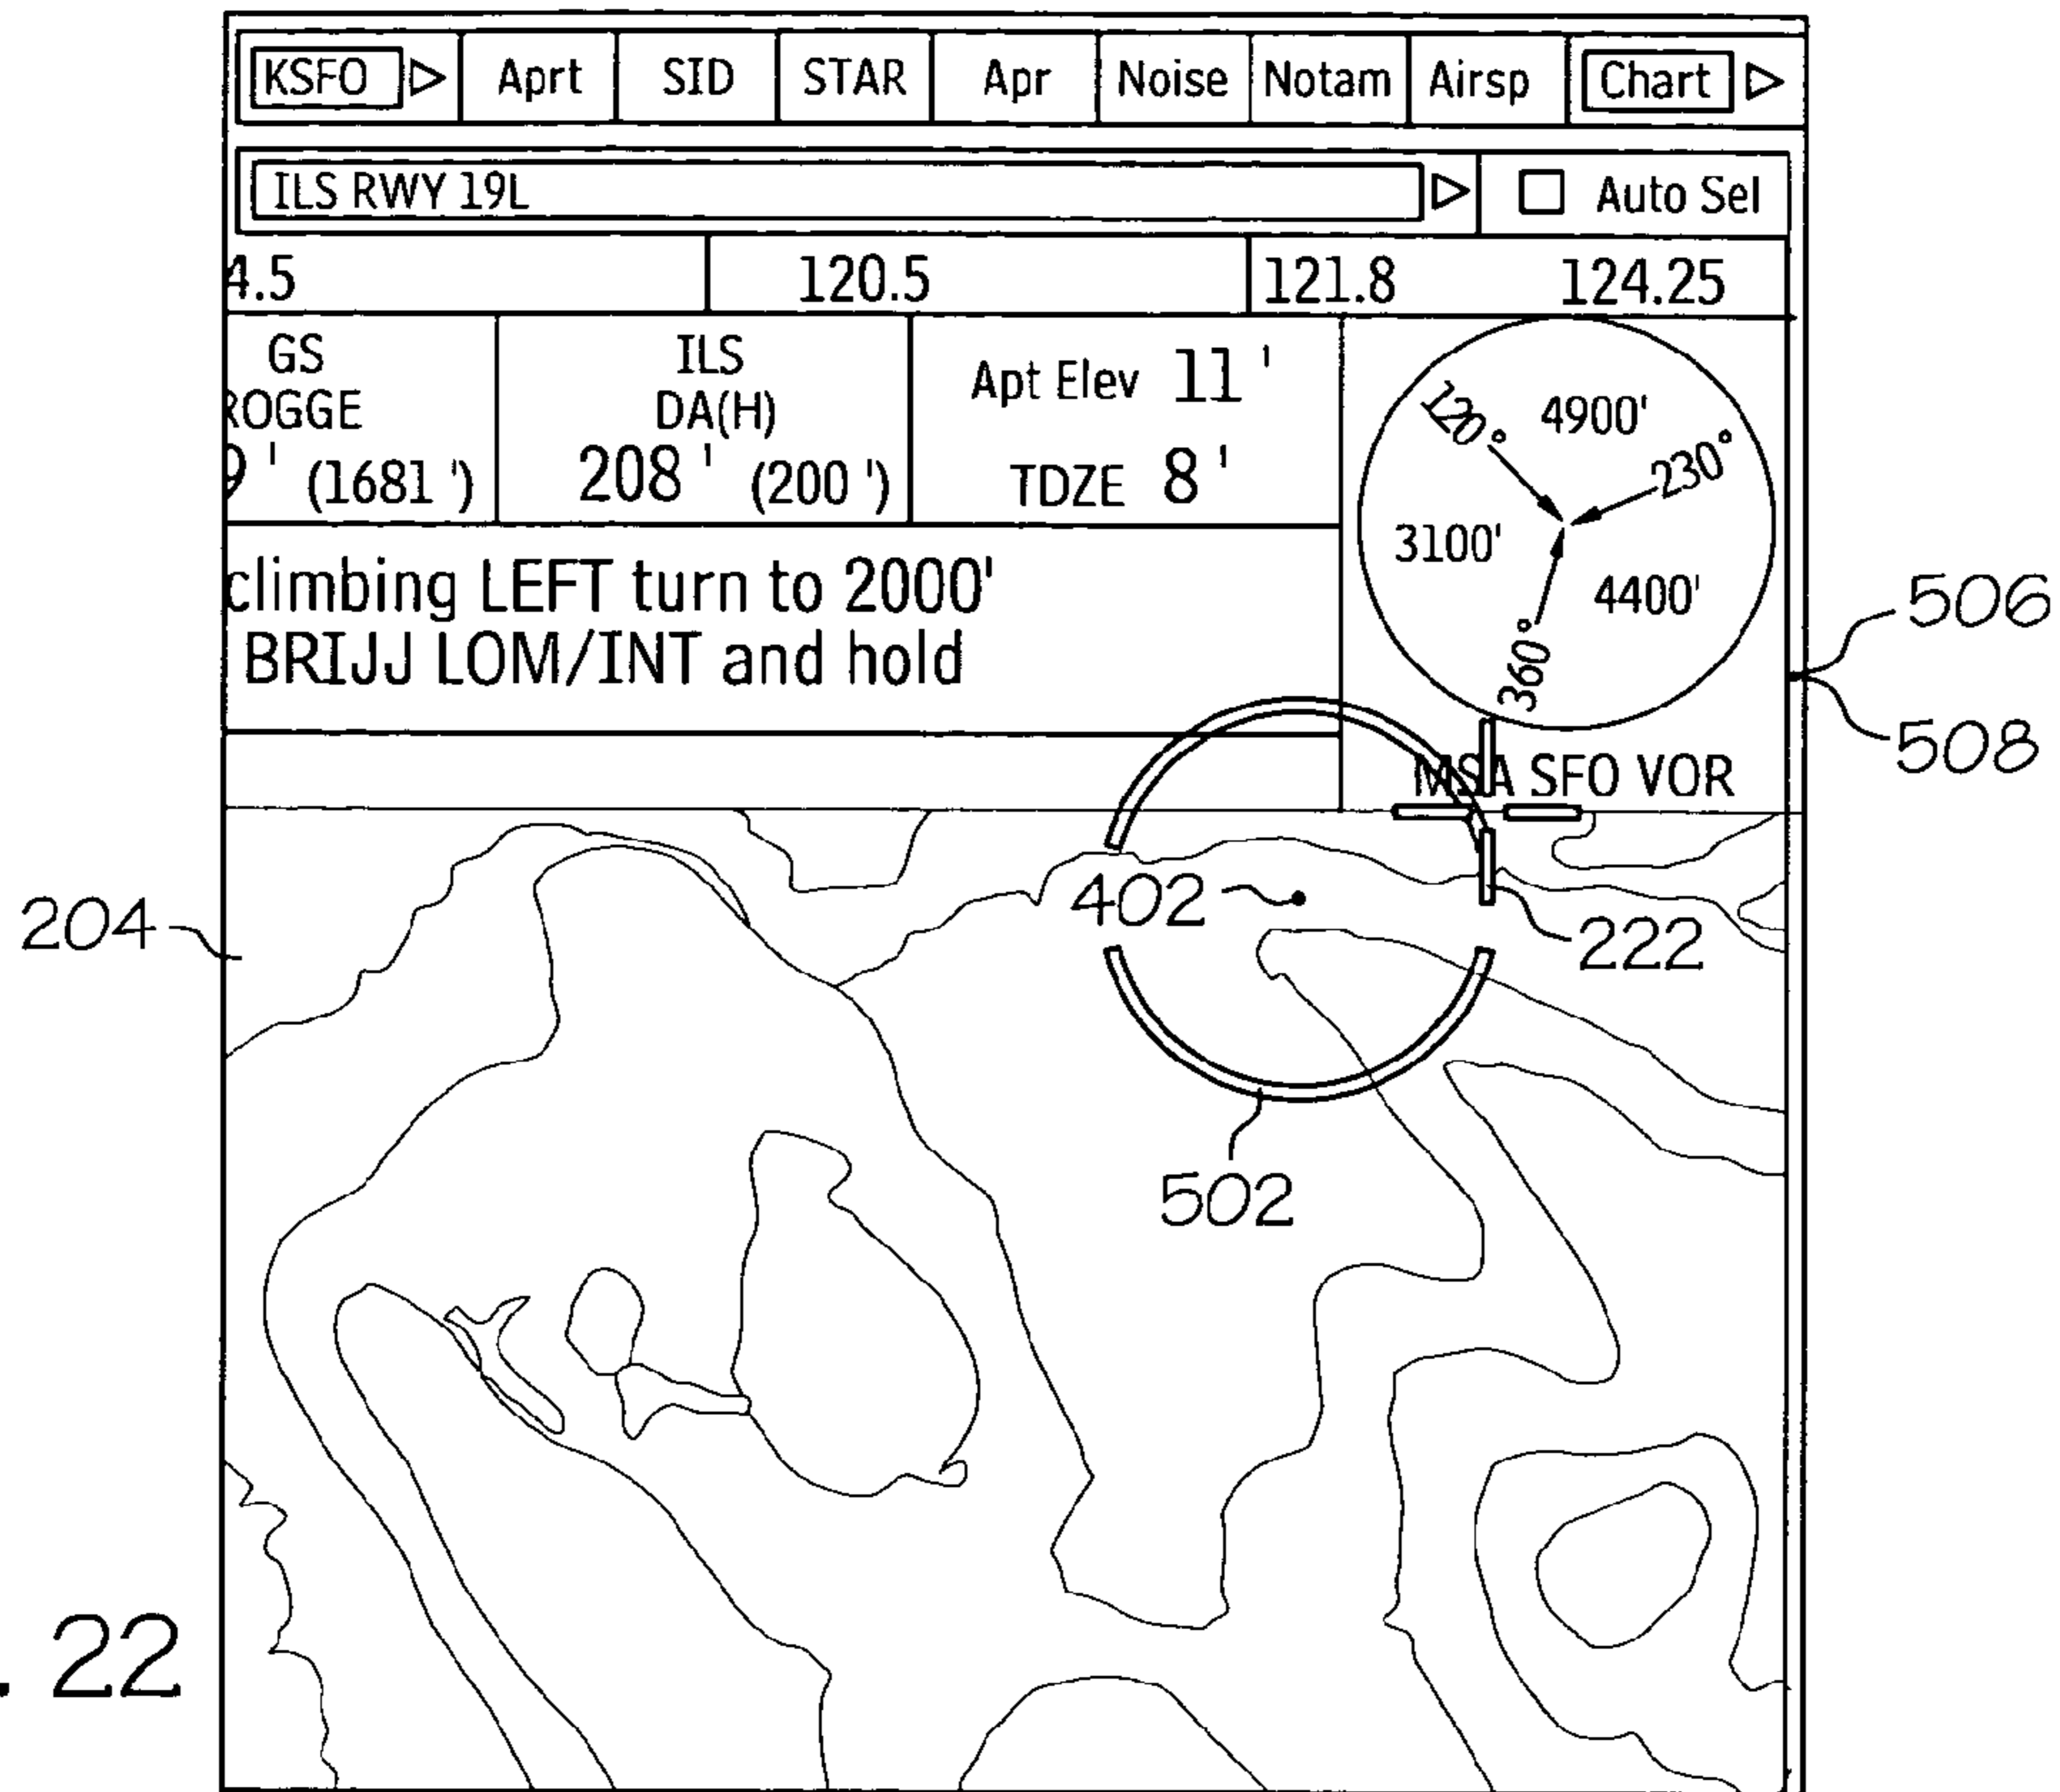 KSFO Aprt SID STAR Apr Noise Notam Airsp Chart
ILS RWY 19L Auto Sel
4.5 120.5 121.8 124.25
GS
ROGGE
9' (1681')
ILS
DA(H)
208' (200')
Apt Elev 11'
TDZE 8'
120° 4900'
230°
3100'
4400'
360°
climbing LEFT turn to 2000'
BRIJJ LOM/INT and hold
MSA SFO VOR
506
508
204
402
222
502
. 22